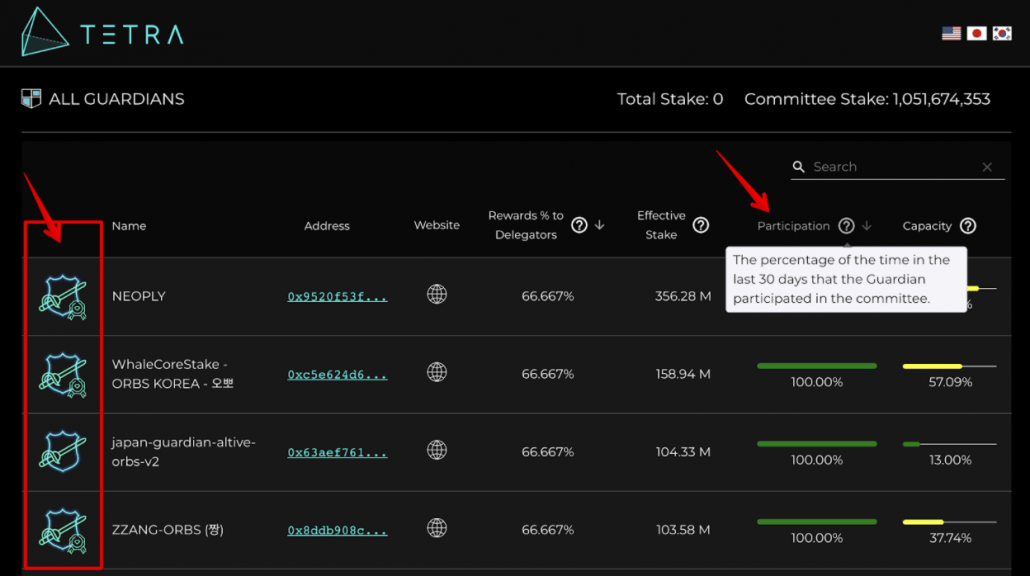 TETRA
ALL GUARDIANS
Total Stake: 0 Committee Stake: 1,051,674,353
Search
Name
Address
Website
Rewards % to
Delegators
Effective
Stake
Participation
Capacity
The percentage of the time in the
last 30 days that the Guardian
participated in the committee.
NEOPLY
0x9520f53f...
66.667%
356.28 M
%
WhaleCoreStake -
ORBS KOREA - 오뽀
0xc5e624d6...
66.667%
158.94 M
100.00%
57.09%
japan-guardian-altive-
orbs-v2
0x63aef761...
66.667%
104.33 M
100.00%
13.00%
ZZANG-ORBS (짱)
0x8ddb908c...
66.667%
103.58 M
100.00%
37.74%